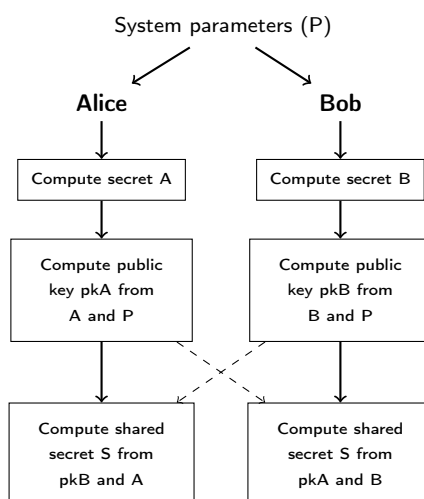 System parameters (P)
Alice
Bob
Compute secret A
Compute secret B
Compute public
key pkA from
A and P
Compute public
key pkB from
B and P
Compute shared
secret S from
pkB and A
Compute shared
secret S from
pkA and B